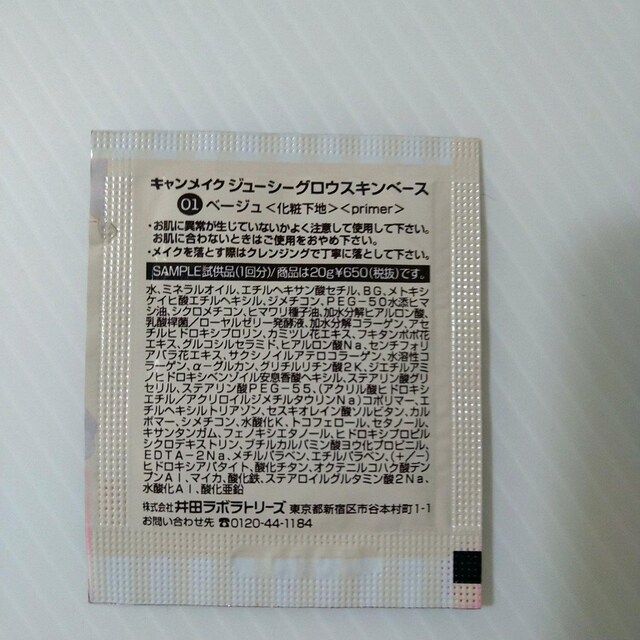 キャンメイク ジューシーグロウスキンベース
01 ベージュ <化粧下地><primer>
・お肌に異常が生じていないかよく注意して使用して下さい。
お肌に合わないときはご使用をおやめ下さい。
・メイクを落とす際はクレンジングで丁寧に落として下さい。
SAMPLE試供品(1回分)/商品は20g¥650(税抜)です。
水、ミネラルオイル、エチルヘキサン酸セチル、BG、メトキシ
ケイヒ酸エチルヘキシル、ジメチコン、PEG-50水添ヒマ
シ油、シクロメチコン、ヒマワリ種子油、加水分解ヒアルロン酸、
乳酸桿菌/ローヤルゼリー発酵液、加水分解コラーゲン、アセ
チルヒドロキシプロリン、カミツレ花エキス、フキタンポポ花
エキス、グルコシルセラミド、ヒアルロン酸Na、センチフォリ
アバラ花エキス、サクシノイルアテロコラーゲン、水溶性コ
ラーゲン、α-グルカン、グリチルリチン酸2K、ジエチルアミ
ノヒドロキシベンゾイル安息香酸ヘキシル、ステアリン酸グリ
セリル、ステアリン酸PEG-55、(アクリル酸ヒドロキシエ
チル/アクリロイルジメチルタウリンNa)コポリマー、エ
チルヘキシルトリアゾン、セスキオレイン酸ソルビタン、カル
ボマー、シメチコン、水酸化K、トコフェロール、セタノール、
キサンタンガム、フェノキシエタノール、ヒドロキシプロピル
シクロデキストリン、ブチルカルバミン酸ヨウ化プロピニル、
EDTA-2Na、メチルパラベン、エチルパラベン、(+/-)
ヒドロキシアパタイト、酸化チタン、オクテニルコハク酸デン
プンAl、マイカ、酸化鉄、ステアロイルグルタミン酸2Na、
水酸化Al、酸化亜鉛
株式会社 井田ラボラトリーズ 東京都新宿区市谷本村町1-1
お問い合わせ先 ☎0120-44-1184